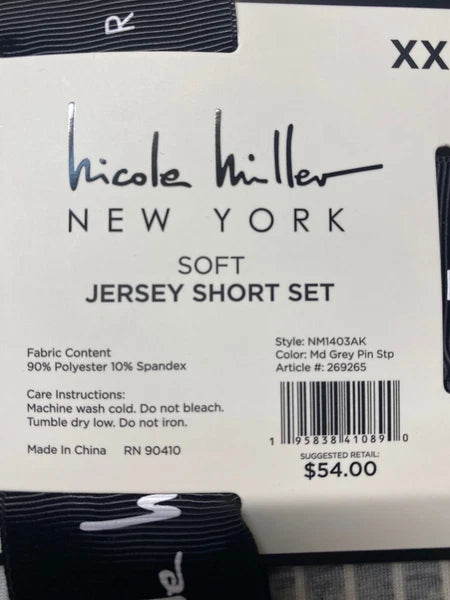 R
XX
Nicole Miller
NEW YORK
SOFT
JERSEY SHORT SET
Style: NM1403AK
Color: Md Grey Pin Stp
Article #: 269265
Fabric Content
90% Polyester 10% Spandex
Care Instructions:
Machine wash cold. Do not bleach.
Tumble dry low. Do not iron.
Made In China RN 90410
1 95838 41089 0
SUGGESTED RETAIL:
$54.00